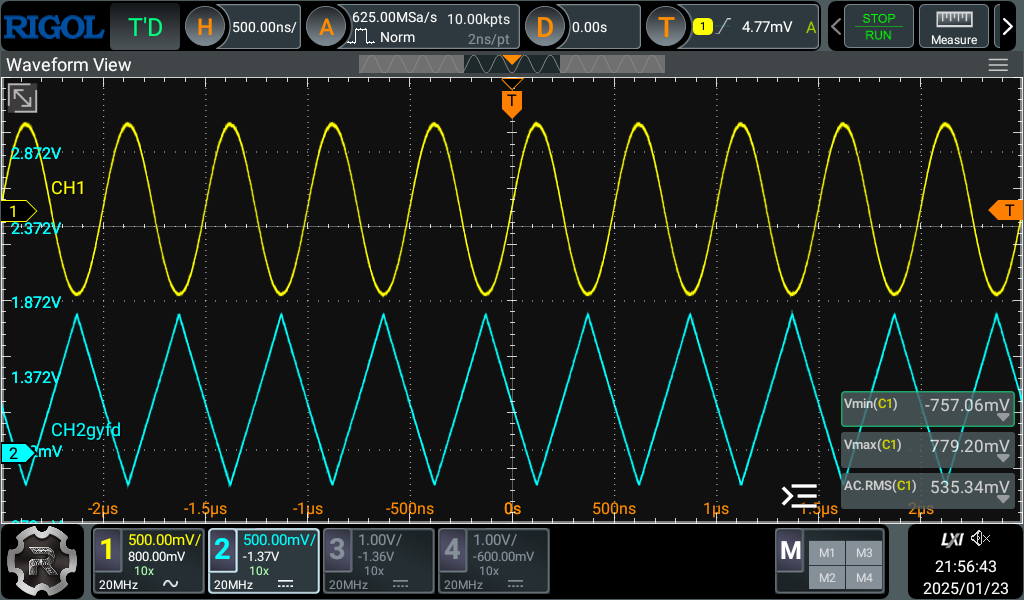 RIGOL T'D H 500.00ns/ A 625.00MSa/s 10.00kpts D 0.00s T 1 4.77mV A STOP
Norm 2ns/pt RUN Measure
Waveform View
T
2.872V
CH1
1 T
2.372V
1.872V
1.372V
Vmin(C1) -757.06mV
CH2gyfd
Vmax(C1) 779.20mV
2
AC.RMS(C1) 535.34mV
-2µs -1.5µs -1µs -500ns 0s 500ns 1µs 1.5µs 2µs
1 500.00mV/ 2 500.00mV/ 3 1.00V/ 4 1.00V/ M M1 M3 LXI
800.00mV -1.37V -1.36V -600.00mV
10x 10x 10x 10x 21:56:43
20MHz 20MHz 20MHz 20MHz M2 M4 2025/01/23
R